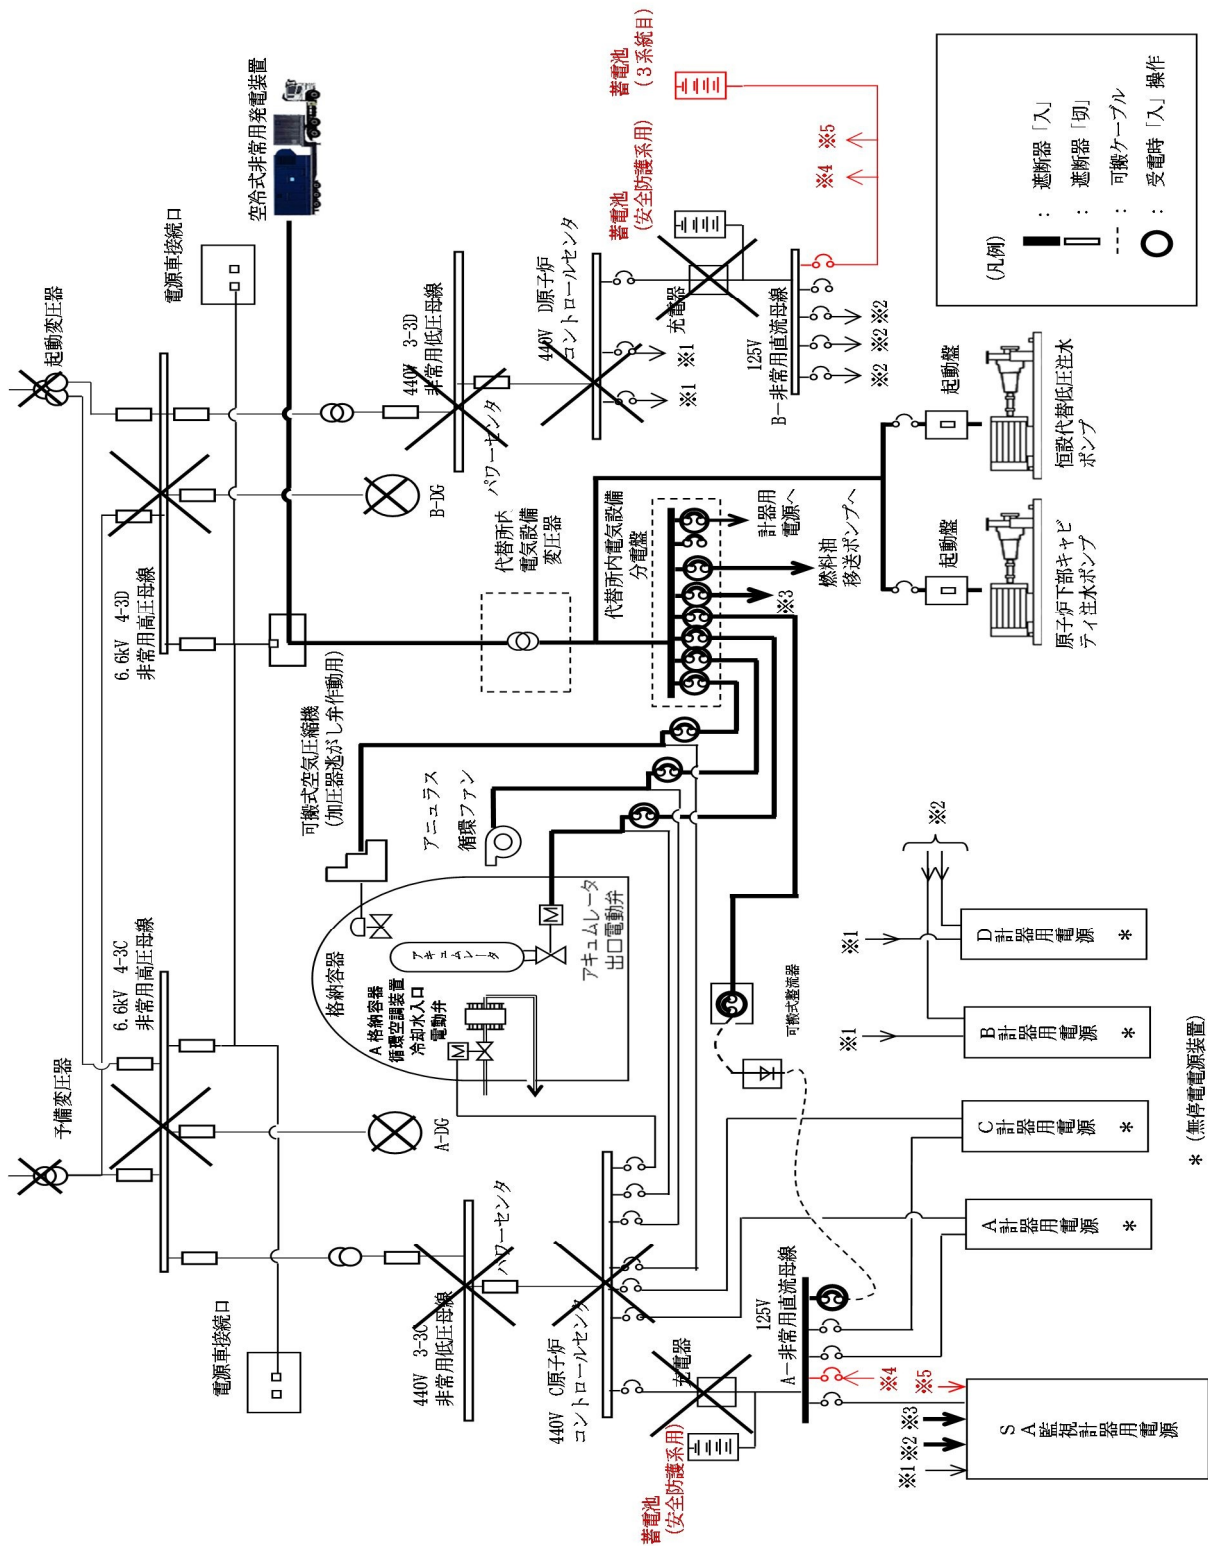 予備変圧器
起動変圧器
6.6kV 4-3C
非常用高圧母線
6.6kV 4-3D
非常用高圧母線
電源車接続口
電源車接続口
空冷式非常用発電装置
A-DG
B-DG
440V 3-3C
非常用低圧母線
パワーセンタ
440V 3-3D
非常用低圧母線
パワーセンタ
440V C原子炉
コントロールセンタ
440V D原子炉
コントロールセンタ
※1
※1
充電器
充電器
蓄電池
(安全防護系用)
蓄電池
(安全防護系用)
蓄電池
(3系統目)
※4
※5
125V
A-非常用直流母線
125V
B-非常用直流母線
※2
※2
※2
※4
※5
可搬式空気圧縮機
(加圧器逃がし弁作動用)
アニュラス
循環ファン
格納容器
アキュムレータ
アキュムレータ
出口電動弁
A格納容器
循環空調装置
冷却水入口
電動弁
M
M
代替所内
電気設備
変圧器
代替所内電気設備
分電盤
計器用
電源へ
燃料油
移送ポンプへ
※3
起動盤
起動盤
原子炉下部キャビ
ティ注水ポンプ
恒設代替低圧注水
ポンプ
可搬式整流器
※1
※2
※3
SA監視計器用電源
A計器用電源
*
C計器用電源
*
※1
B計器用電源
*
※1
D計器用電源
*
※2
* (無停電電源装置)
(凡例)
: 遮断器「入」
: 遮断器「切」
: 可搬ケーブル
: 受電時「入」操作